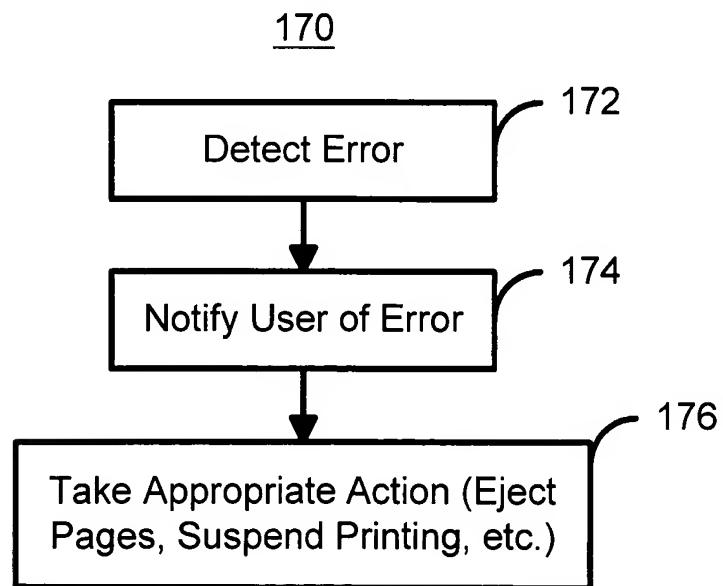 170
172
Detect Error
174
Notify User of Error
176
Take Appropriate Action (Eject
Pages, Suspend Printing, etc.)